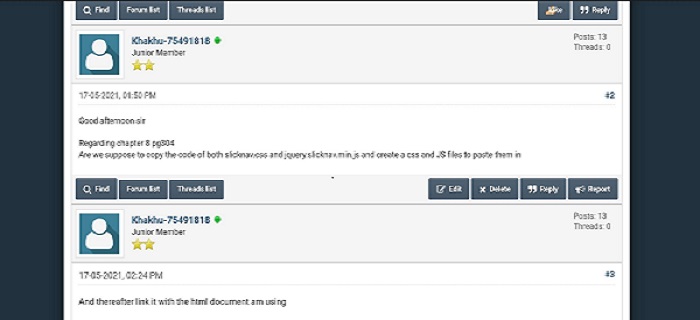 Find Forum list Threads list Like Reply
Khakhu-75491818 Posts: 13
Junior Member Threads: 0
17-05-2021, 01:50 PM #2
Good afternoon sir
Regarding chapter 8 pg304
Are we suppose to copy the code of both slicknav.css and jquery.slicknav.min.js and create a css and JS files to paste them in
Find Forum list Threads list Edit Delete Reply Report
Khakhu-75491818 Posts: 13
Junior Member Threads: 0
17-05-2021, 02:24 PM #3
And thereafter link it with the html document am using